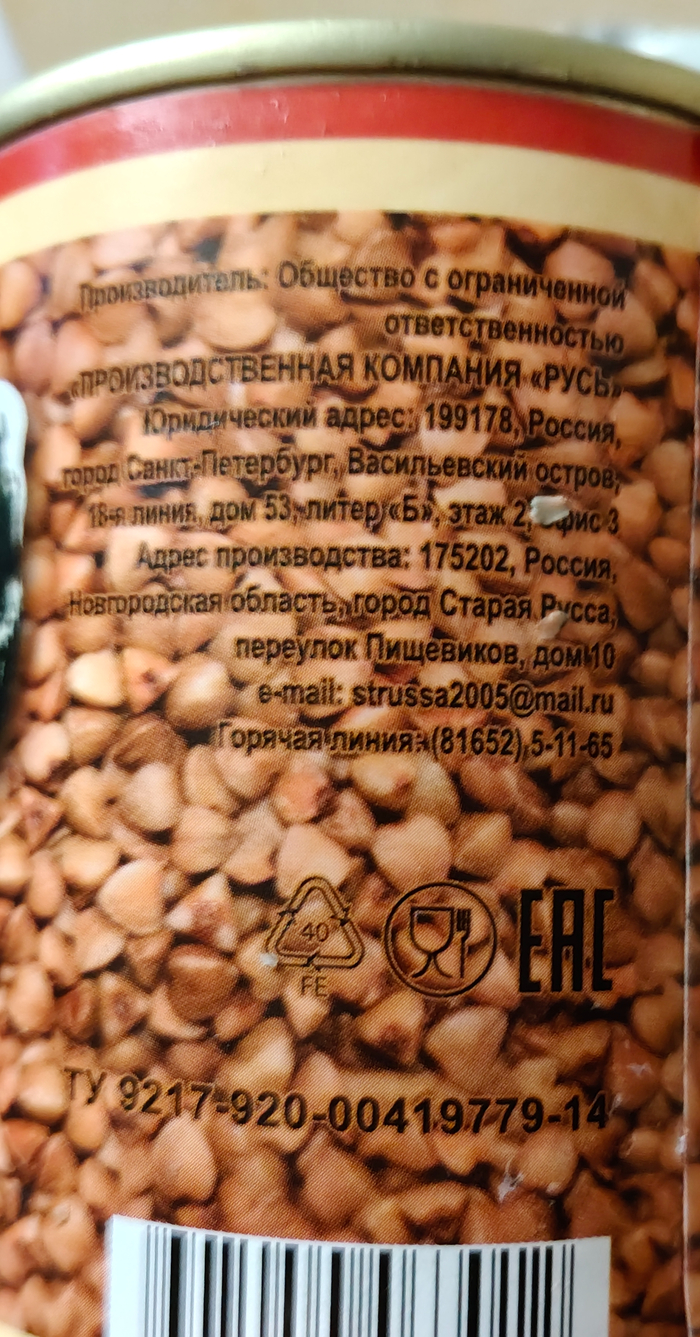 Производитель: Общество с ограниченной
ответственностью
«ПРОИЗВОДСТВЕННАЯ КОМПАНИЯ «РУСЬ»
Юридический адрес: 199178, Россия,
город Санкт-Петербург, Васильевский остров,
18-я линия, дом 53, литер «Б», этаж 2, офис 3
Адрес производства: 175202, Россия,
Новгородская область, город Старая Русса,
переулок Пищевиков, дом 10
e-mail: strussa2005@mail.ru
Горячая линия: (81652) 5-11-65
40
FE
EAC
ТУ 9217-920-00419779-14